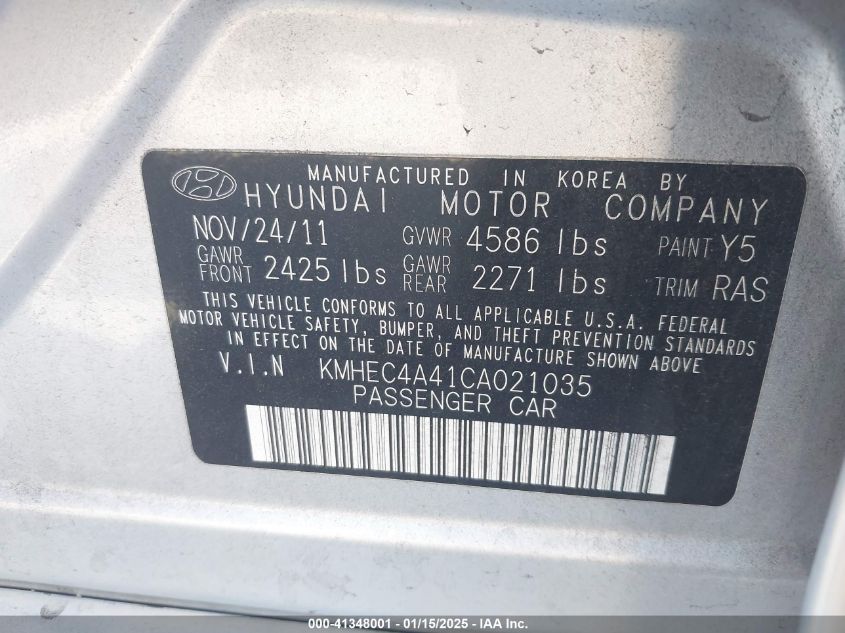 MANUFACTURED IN KOREA BY
HYUNDAI MOTOR COMPANY
NOV/24/11 GVWR 4586 lbs PAINT Y5
GAWR FRONT 2425 lbs GAWR REAR 2271 lbs TRIM RAS
THIS VEHICLE CONFORMS TO ALL APPLICABLE U.S.A. FEDERAL
MOTOR VEHICLE SAFETY, BUMPER, AND THEFT PREVENTION STANDARDS
IN EFFECT ON THE DATE OF MANUFACTURE SHOWN ABOVE
V.I.N KMHEC4A41CA021035
PASSENGER CAR
000-41348001 - 01/15/2025 - IAA Inc.